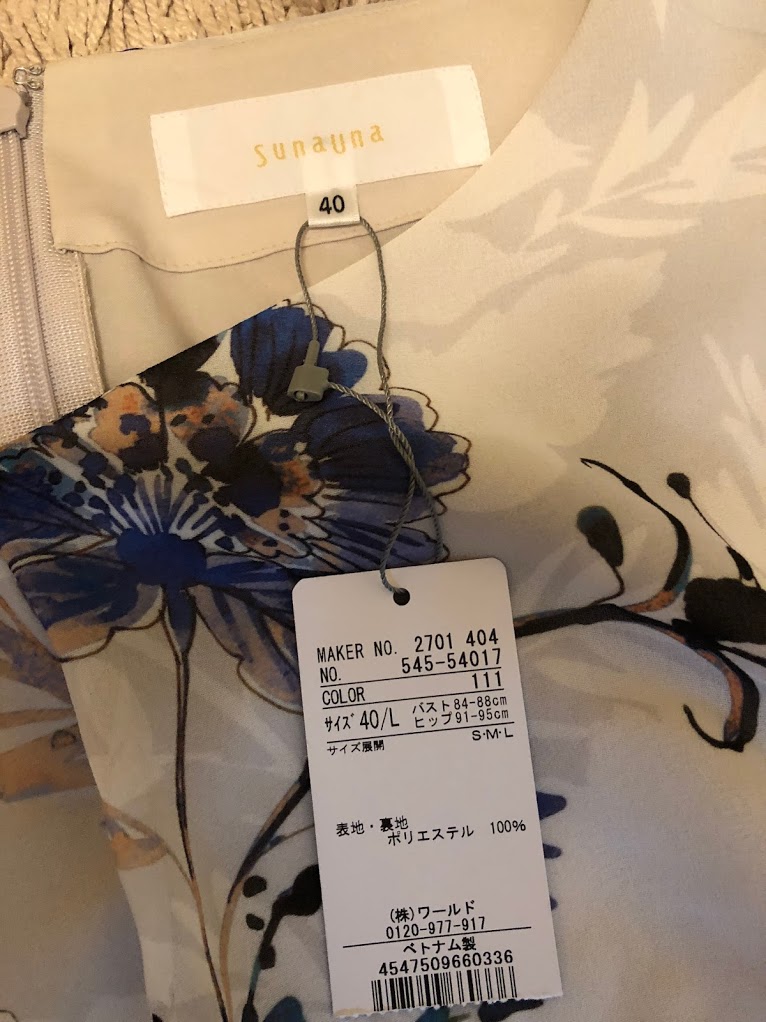 sunauna
40
MAKER NO. 2701 404
NO. 545-54017
COLOR 111
ｻｲｽﾞ 40/L バスト84-88cm
ヒップ91-95cm
サイズ展開 S･M･L
表地・裏地
ポリエステル 100%
(株)ワールド
0120-977-917
ベトナム製
4547509660336